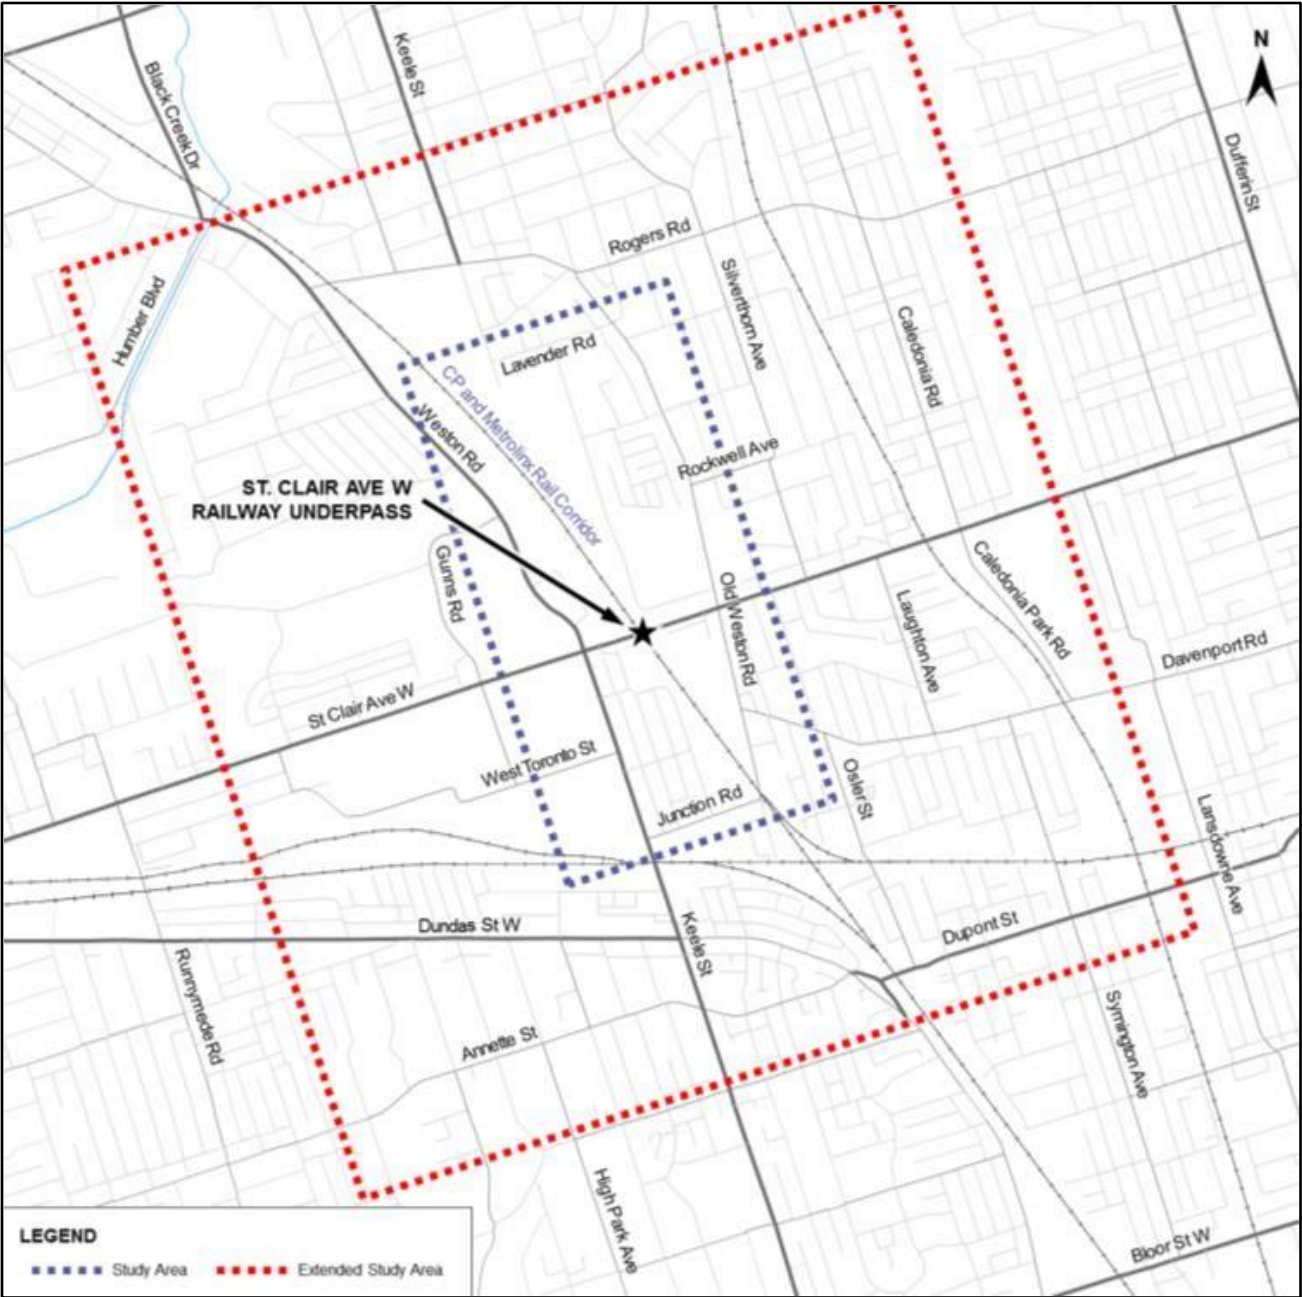 N
Keele St
Black Creek Dr
Dufferin St
Rogers Rd
Silverthorn Ave
Humber Blvd
Caledonia Rd
Lavender Rd
CP and Metrolinx Rail Corridor
Weston Rd
Rockwell Ave
ST. CLAIR AVE W
RAILWAY UNDERPASS
Gunns Rd
Caledonia Park Rd
Old Weston Rd
Laughton Ave
Davenport Rd
St Clair Ave W
West Toronto St
Osler St
Junction Rd
Lansdowne Ave
Dundas St W
Keele St
Dupont St
Runnymede Rd
Symington Ave
Annette St
High Park Ave
Bloor St W
LEGEND
Study Area
Extended Study Area